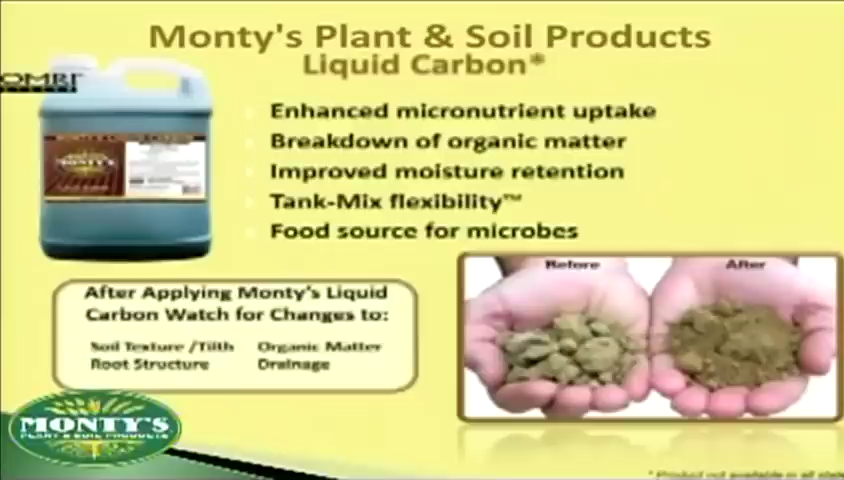 Monty's Plant & Soil Products
Liquid Carbon*
OMRI
Enhanced micronutrient uptake
Breakdown of organic matter
Improved moisture retention
Tank-Mix flexibility™
Food source for microbes
MONTY'S
Before
After
After Applying Monty's Liquid
Carbon Watch for Changes to:
Soil Texture /Tilth Organic Matter
Root Structure Drainage
MONTY'S
PLANT & SOIL PRODUCTS
* Product not available in all